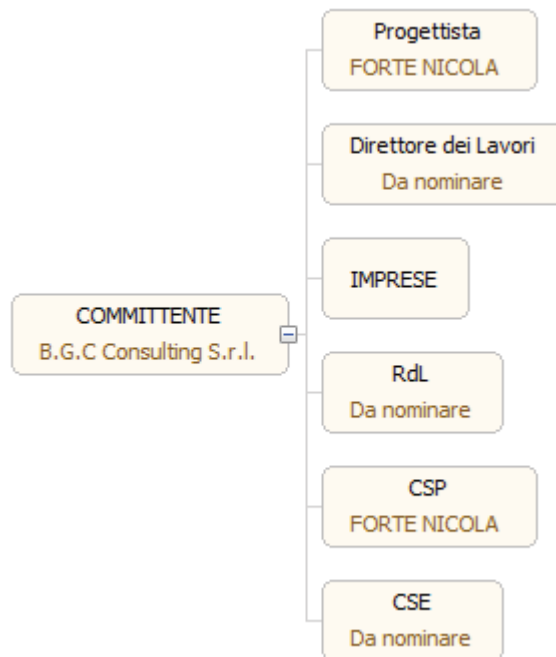 COMMITTENTE
B.G.C Consulting S.r.l.
Progettista
FORTE NICOLA
Direttore dei Lavori
Da nominare
IMPRESE
RdL
Da nominare
CSP
FORTE NICOLA
CSE
Da nominare